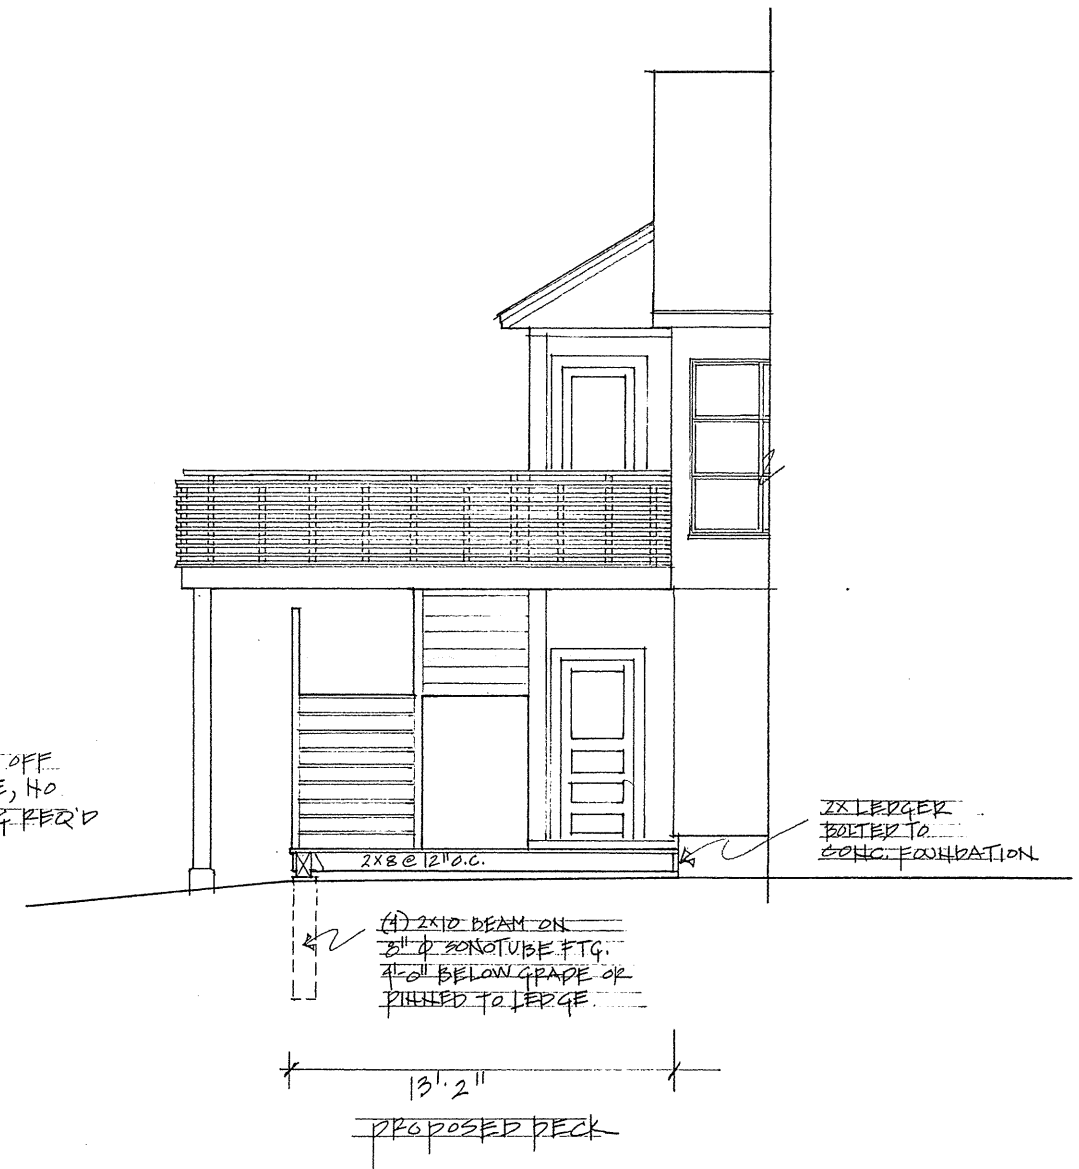 OFF
E, NO
G REQ'D
2X LEDGER
BOLTED TO
CONC. FOUNDATION
2X8 @ 12" O.C.
(4) 2X10 BEAM ON
8" Φ SONOTUBE FTG.
4'-0" BELOW GRADE OR
PINNED TO LEDGE.
13'-2"
PROPOSED DECK